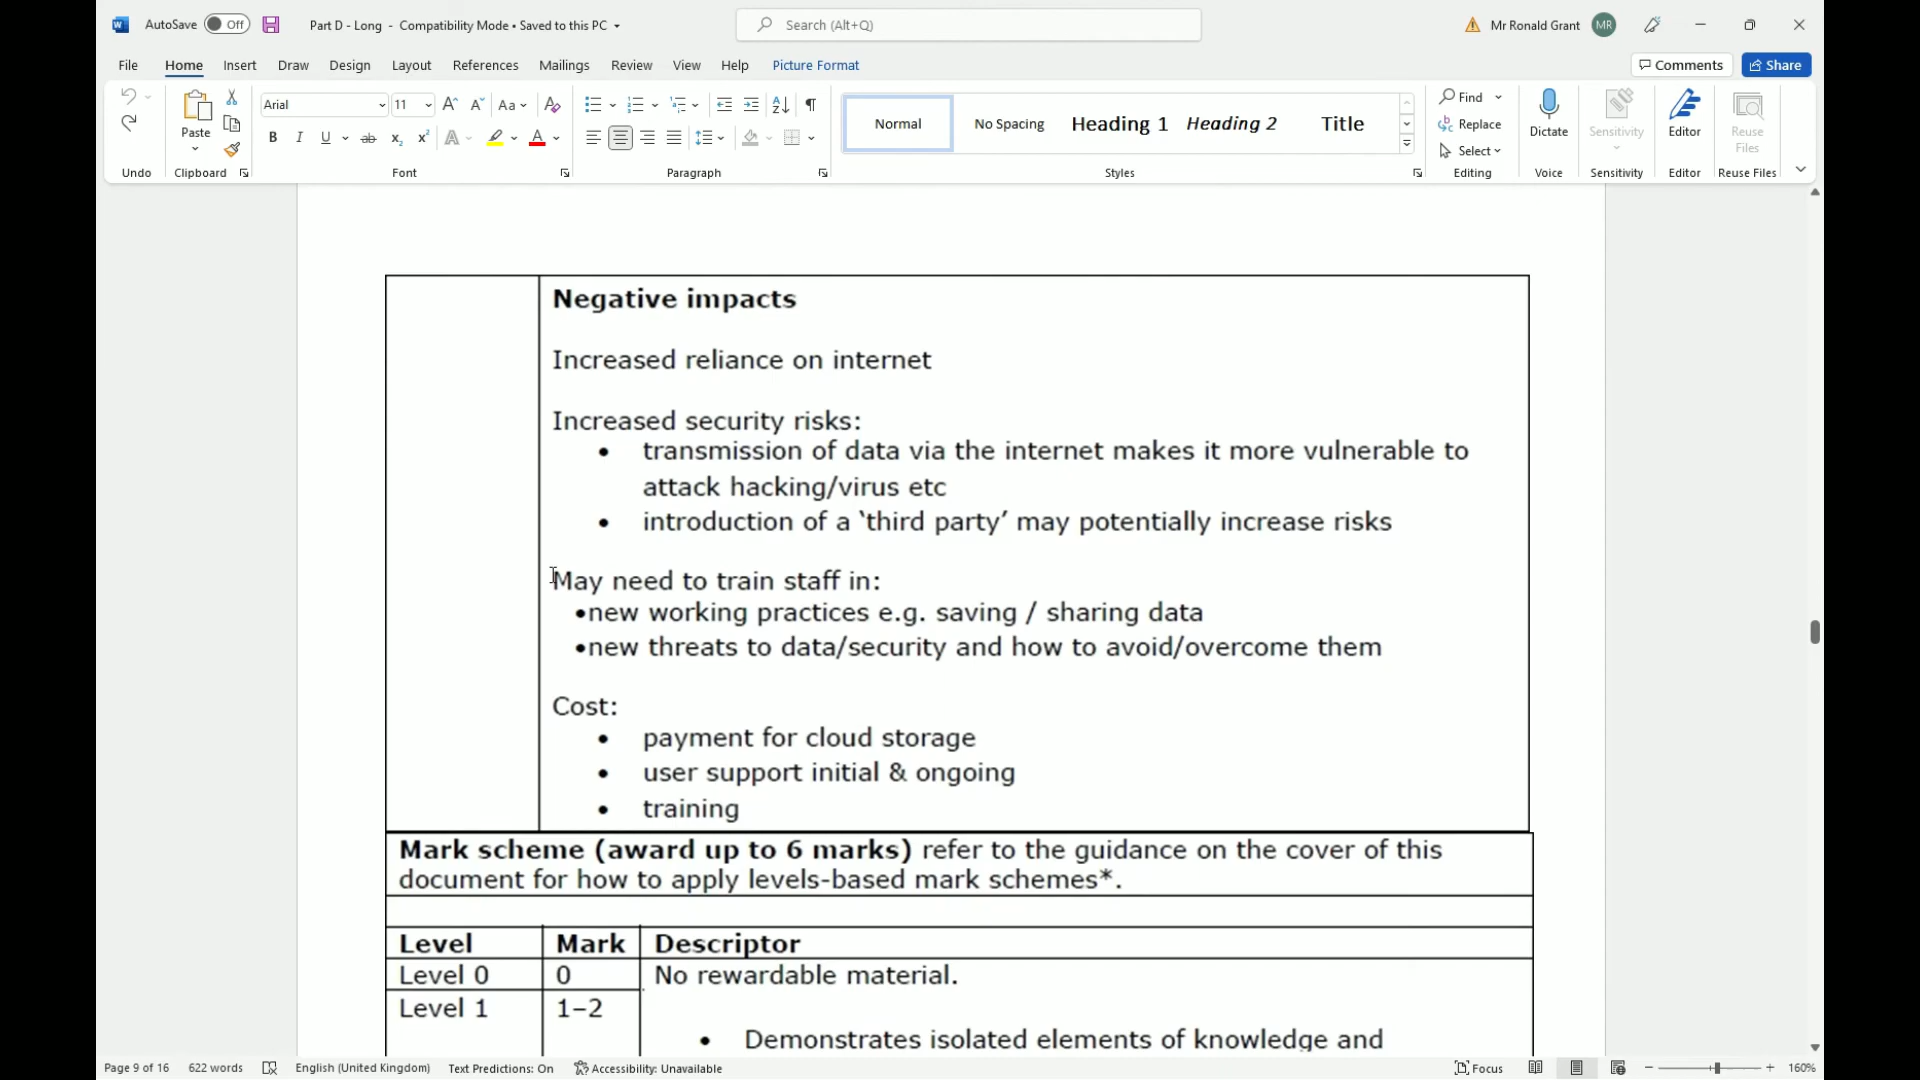 AutoSave Off Part D - Long - Compatibility Mode • Saved to this PC Search (Alt+Q) Mr Ronald Grant MR
File Home Insert Draw Design Layout References Mailings Review View Help Picture Format Comments Share
Paste Arial 11 Aa Normal No Spacing Heading 1 Heading 2 Title Find Replace Select Dictate Sensitivity Editor Reuse Files
Undo Clipboard Font Paragraph Styles Editing Voice Sensitivity Editor Reuse Files
Negative impacts
Increased reliance on internet
Increased security risks:
• transmission of data via the internet makes it more vulnerable to
attack hacking/virus etc
• introduction of a ‘third party’ may potentially increase risks
May need to train staff in:
•new working practices e.g. saving / sharing data
•new threats to data/security and how to avoid/overcome them
Cost:
• payment for cloud storage
• user support initial & ongoing
• training
Mark scheme (award up to 6 marks) refer to the guidance on the cover of this
document for how to apply levels-based mark schemes*.
Level Mark Descriptor
Level 0 0 No rewardable material.
Level 1 1–2
• Demonstrates isolated elements of knowledge and
Page 9 of 16 622 words English (United Kingdom) Text Predictions: On Accessibility: Unavailable Focus 160%